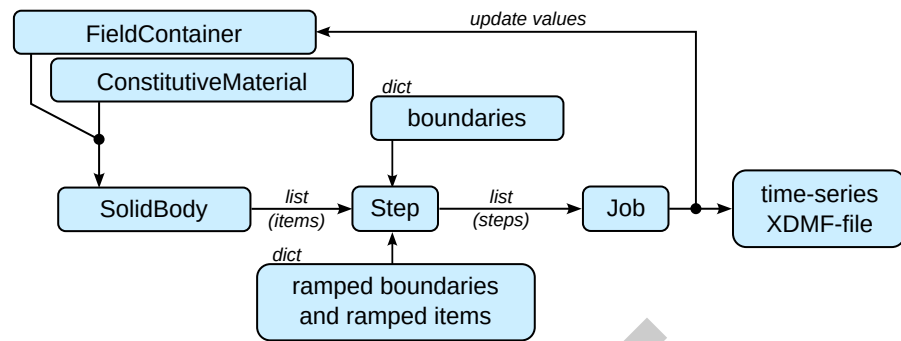 update values
FieldContainer
ConstitutiveMaterial
dict
boundaries
SolidBody
list
(items)
Step
list
(steps)
Job
time-series
XDMF-file
dict
ramped boundaries
and ramped items